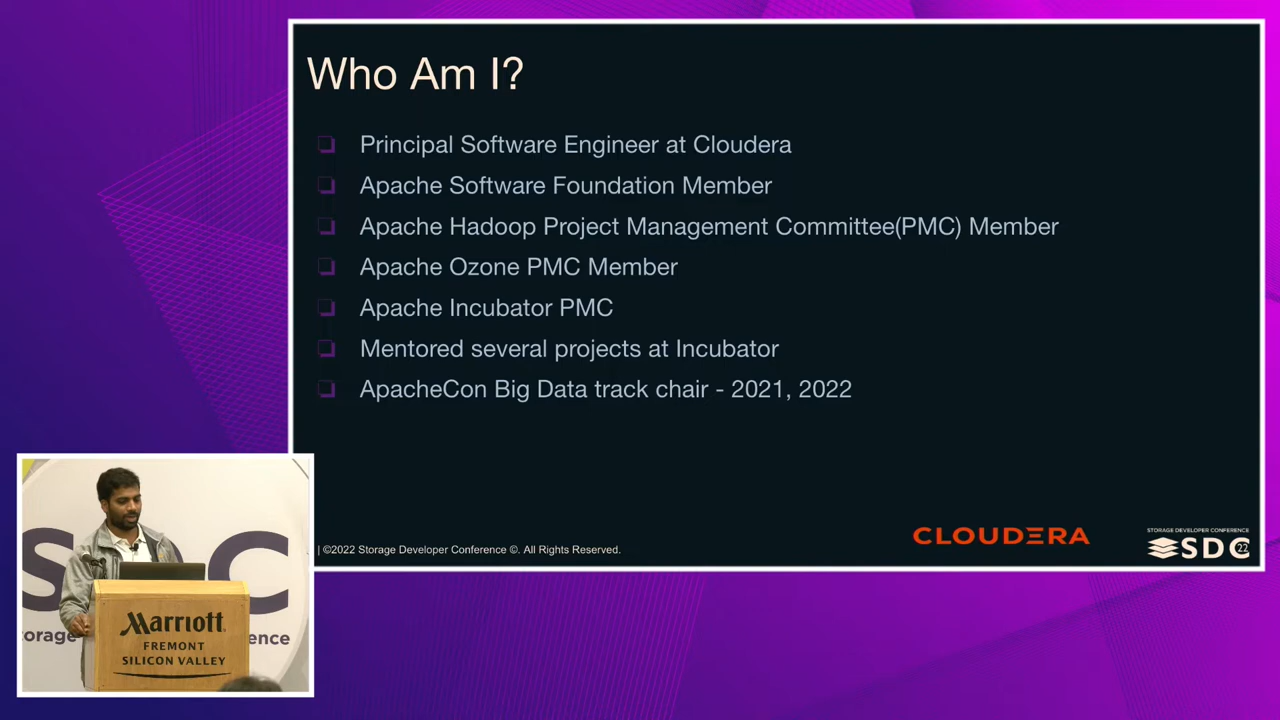 Who Am I?
Principal Software Engineer at Cloudera
Apache Software Foundation Member
Apache Hadoop Project Management Committee(PMC) Member
Apache Ozone PMC Member
Apache Incubator PMC
Mentored several projects at Incubator
ApacheCon Big Data track chair - 2021, 2022
| ©2022 Storage Developer Conference ©. All Rights Reserved.
CLOUDERA
STORAGE DEVELOPER CONFERENCE
SDC 22
S C
torage ence
Marriott
FREMONT
SILICON VALLEY